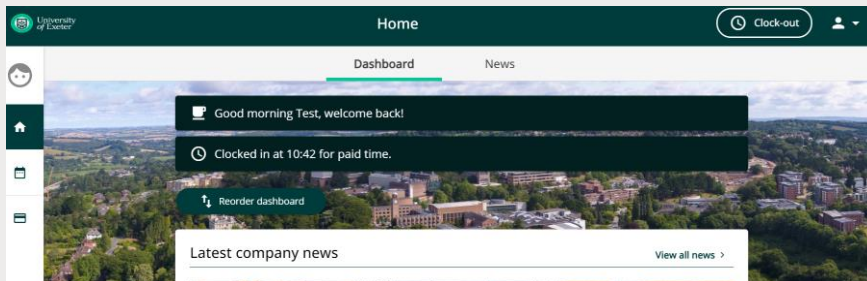 University
of Exeter
Home
Clock-out
Dashboard
News
Good morning Test, welcome back!
Clocked in at 10:42 for paid time.
Reorder dashboard
Latest company news
View all news >